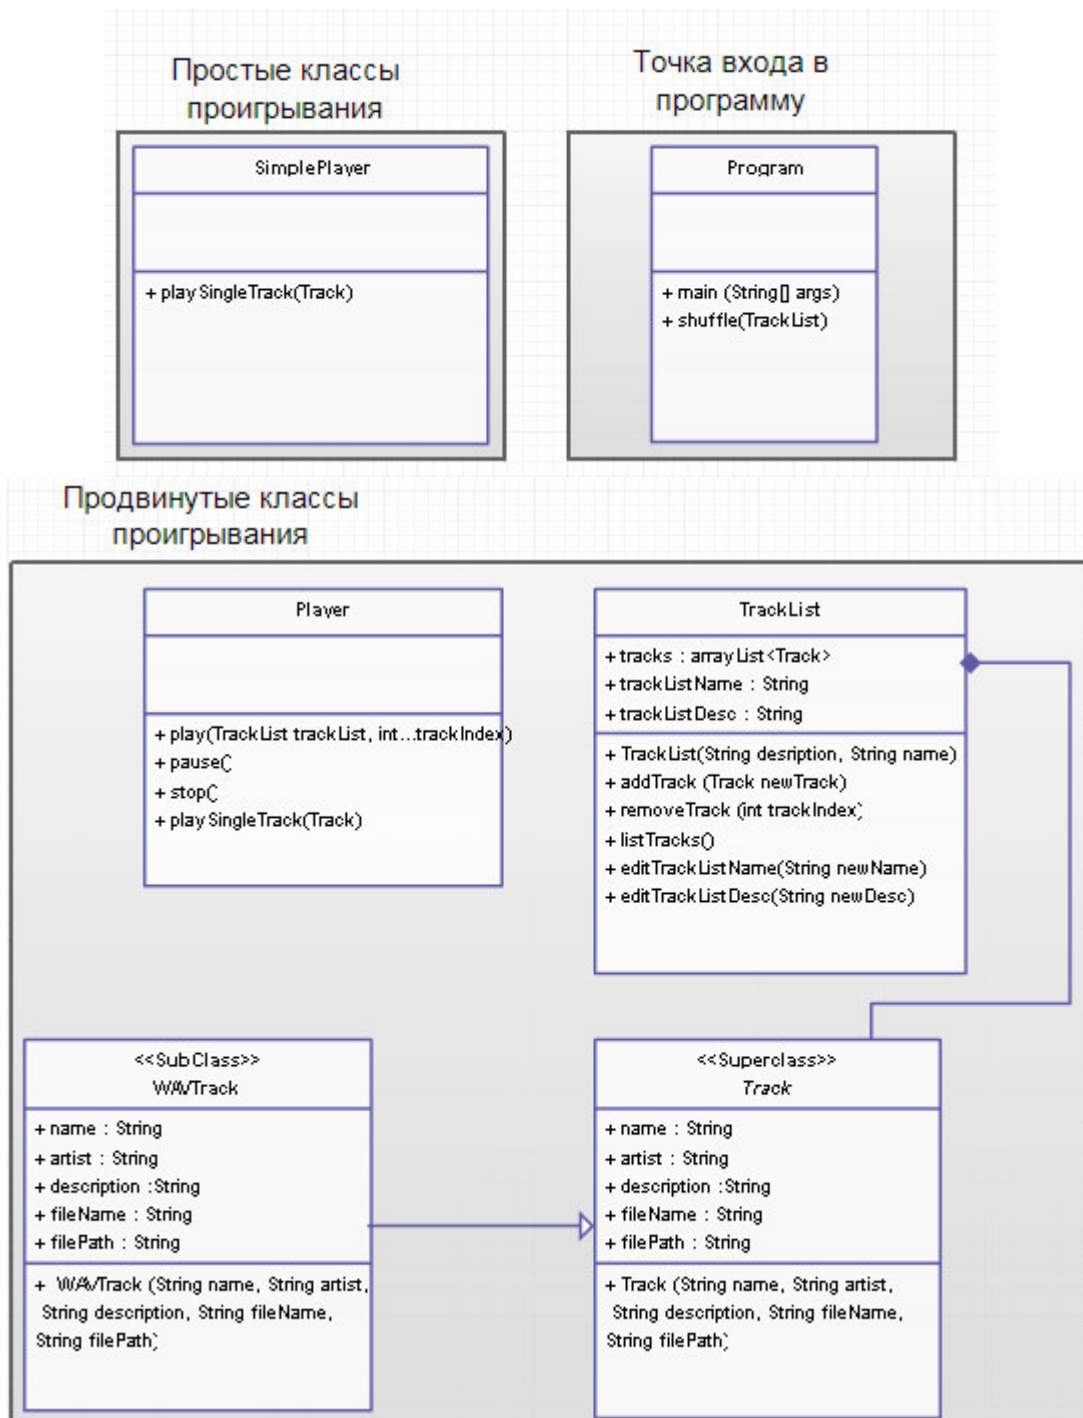 Простые классы
проигрывания
Точка входа в
программу
SimplePlayer
+ playSingleTrack(Track)
Program
+ main (String[] args)
+ shuffle(TrackList)
Продвинутые классы
проигрывания
Player
+ play(TrackList trackList, int...trackIndex)
+ pause()
+ stop()
+ playSingleTrack(Track)
TrackList
+ tracks : arrayList<Track>
+ trackListName : String
+ trackListDesc : String
+ TrackList(String desription, String name)
+ addTrack (Track newTrack)
+ removeTrack (int trackIndex)
+ listTracks()
+ editTrackListName(String newName)
+ editTrackListDesc(String newDesc)
<<SubClass>>
WAVTrack
+ name : String
+ artist : String
+ description :String
+ fileName : String
+ filePath : String
+ WAVTrack (String name, String artist,
String description, String fileName,
String filePath)
<<Superclass>>
Track
+ name : String
+ artist : String
+ description :String
+ fileName : String
+ filePath : String
+ Track (String name, String artist,
String description, String fileName,
String filePath)